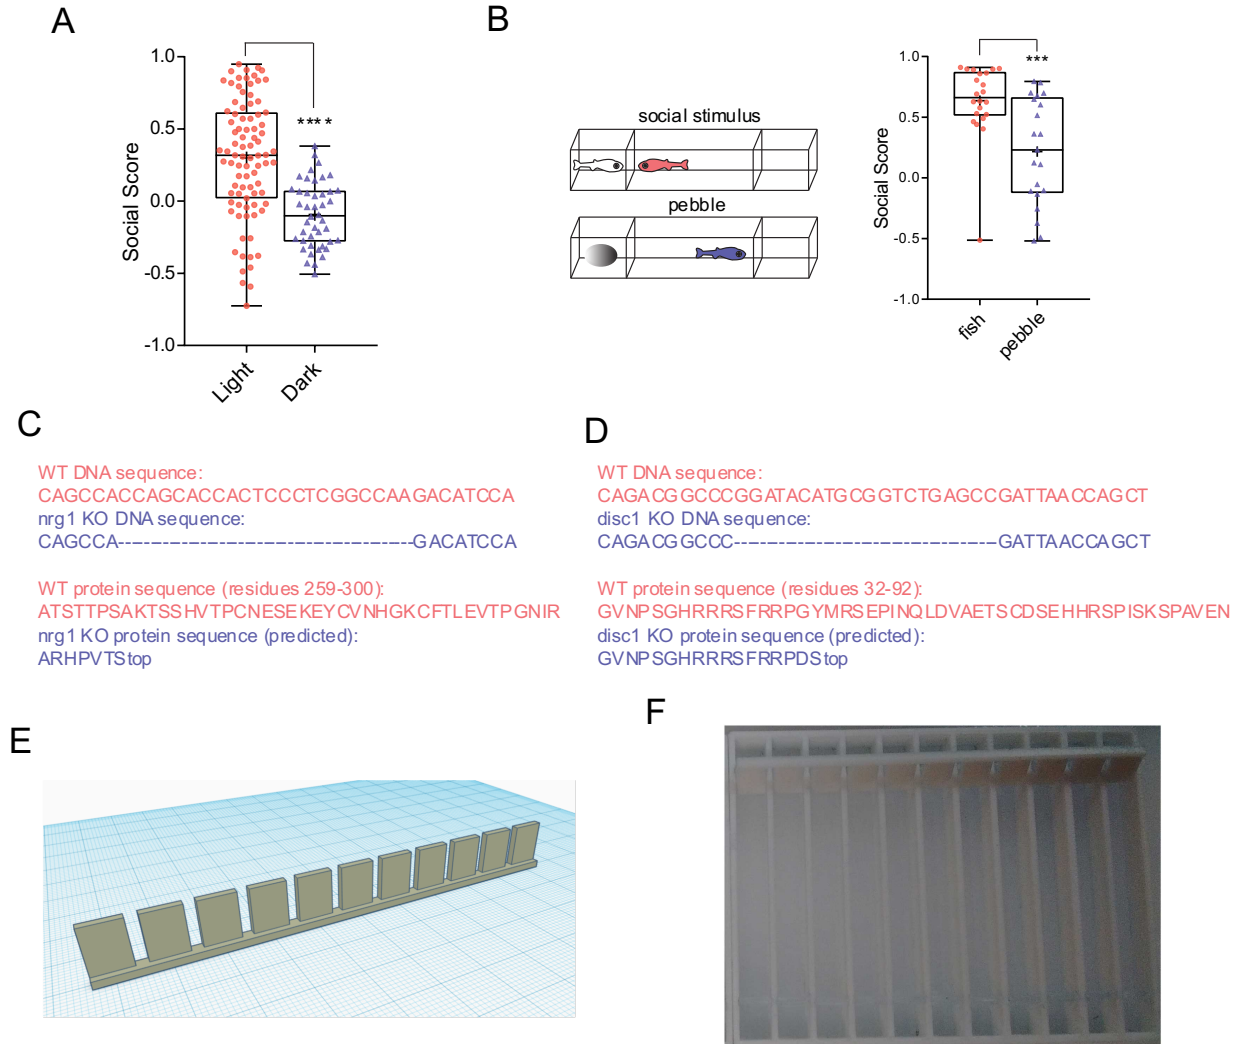 A
B
1.0
0.5
0.0
-0.5
-1.0
Social Score
****
Light
Dark
social stimulus
pebble
1.0
0.5
0.0
-0.5
-1.0
Social Score
***
fish
pebble
C
WT DNA sequence:
CAGCCACCAGCACCACTCCCTCGGCCAAGACATCCA
nrg1 KO DNA sequence:
CAGCCA----------------------------------------GACATCCA
WT protein sequence (residues 259-300):
ATSTTPSAKTSSHVTPCNESEKEYCVNHGKCFTLEVTPGNIR
nrg1 KO protein sequence (predicted):
ARHPVTStop
D
WT DNA sequence:
CAGACGGCCCGGATACATGCGGTCTGAGCCGATTAACCAGCT
disc1 KO DNA sequence:
CAGACGGCCC------------------------------------GATTAACCAGCT
WT protein sequence (residues 32-92):
GVNPSGHRRRSFRRPGYMRSEPINQLDVAETSCDSEHHRSPISKSPAVEN
disc1 KO protein sequence (predicted):
GVNPSGHRRRSFRRPDStop
E
F